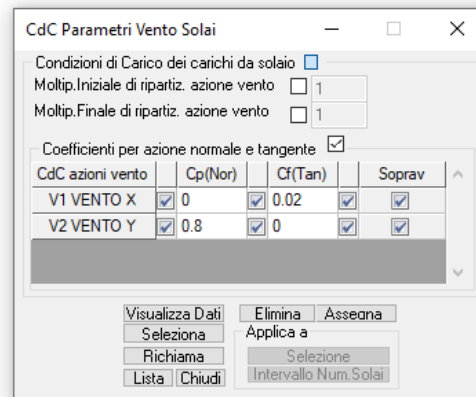 CdC Parametri Vento Solai
Condizioni di Carico dei carichi da solaio
Moltip.Iniziale di ripartiz. azione vento 1
Moltip.Finale di ripartiz. azione vento 1
Coefficienti per azione normale e tangente
CdC azioni vento Cp(Nor) Cf(Tan) Soprav
V1 VENTO X 0 0.02
V2 VENTO Y 0.8 0
Visualizza Dati Elimina Assegna
Seleziona Applica a
Richiama Selezione
Lista Chiudi Intervallo Num.Solai